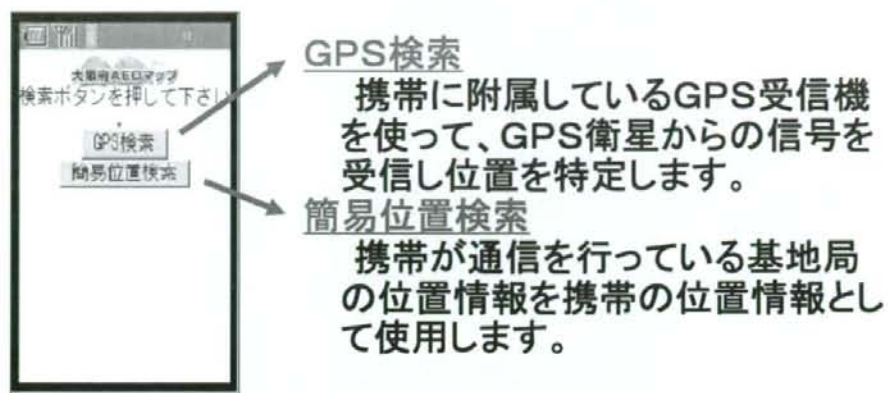 大阪府AEDマップ
検索ボタンを押して下さい
GPS検索
簡易位置検索
GPS検索
携帯に附属しているGPS受信機
を使って、GPS衛星からの信号を
受信し位置を特定します。
簡易位置検索
携帯が通信を行っている基地局
の位置情報を携帯の位置情報とし
て使用します。